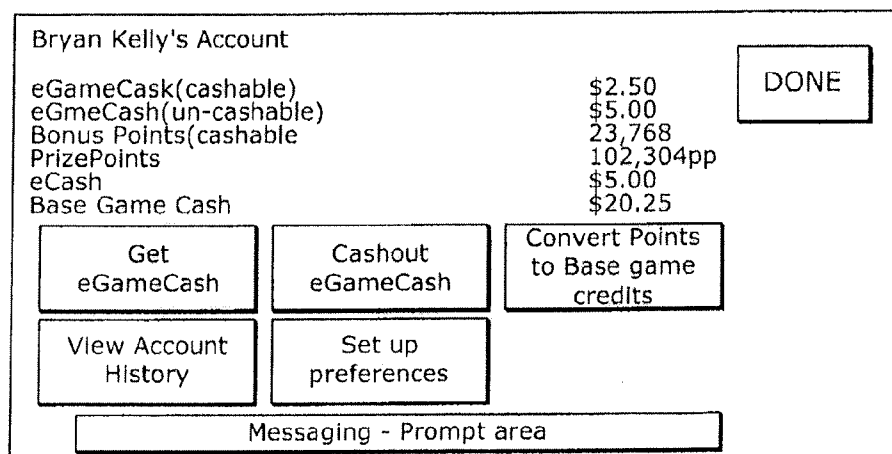 Bryan Kelly's Account
DONE
eGameCask(cashable) $2.50
eGmeCash(un-cashable) $5.00
Bonus Points(cashable 23,768
PrizePoints 102,304pp
eCash $5.00
Base Game Cash $20.25
Get
eGameCash
Cashout
eGameCash
Convert Points
to Base game
credits
View Account
History
Set up
preferences
Messaging - Prompt area